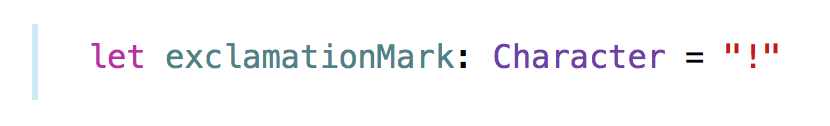 let exclamationMark: Character = "!"